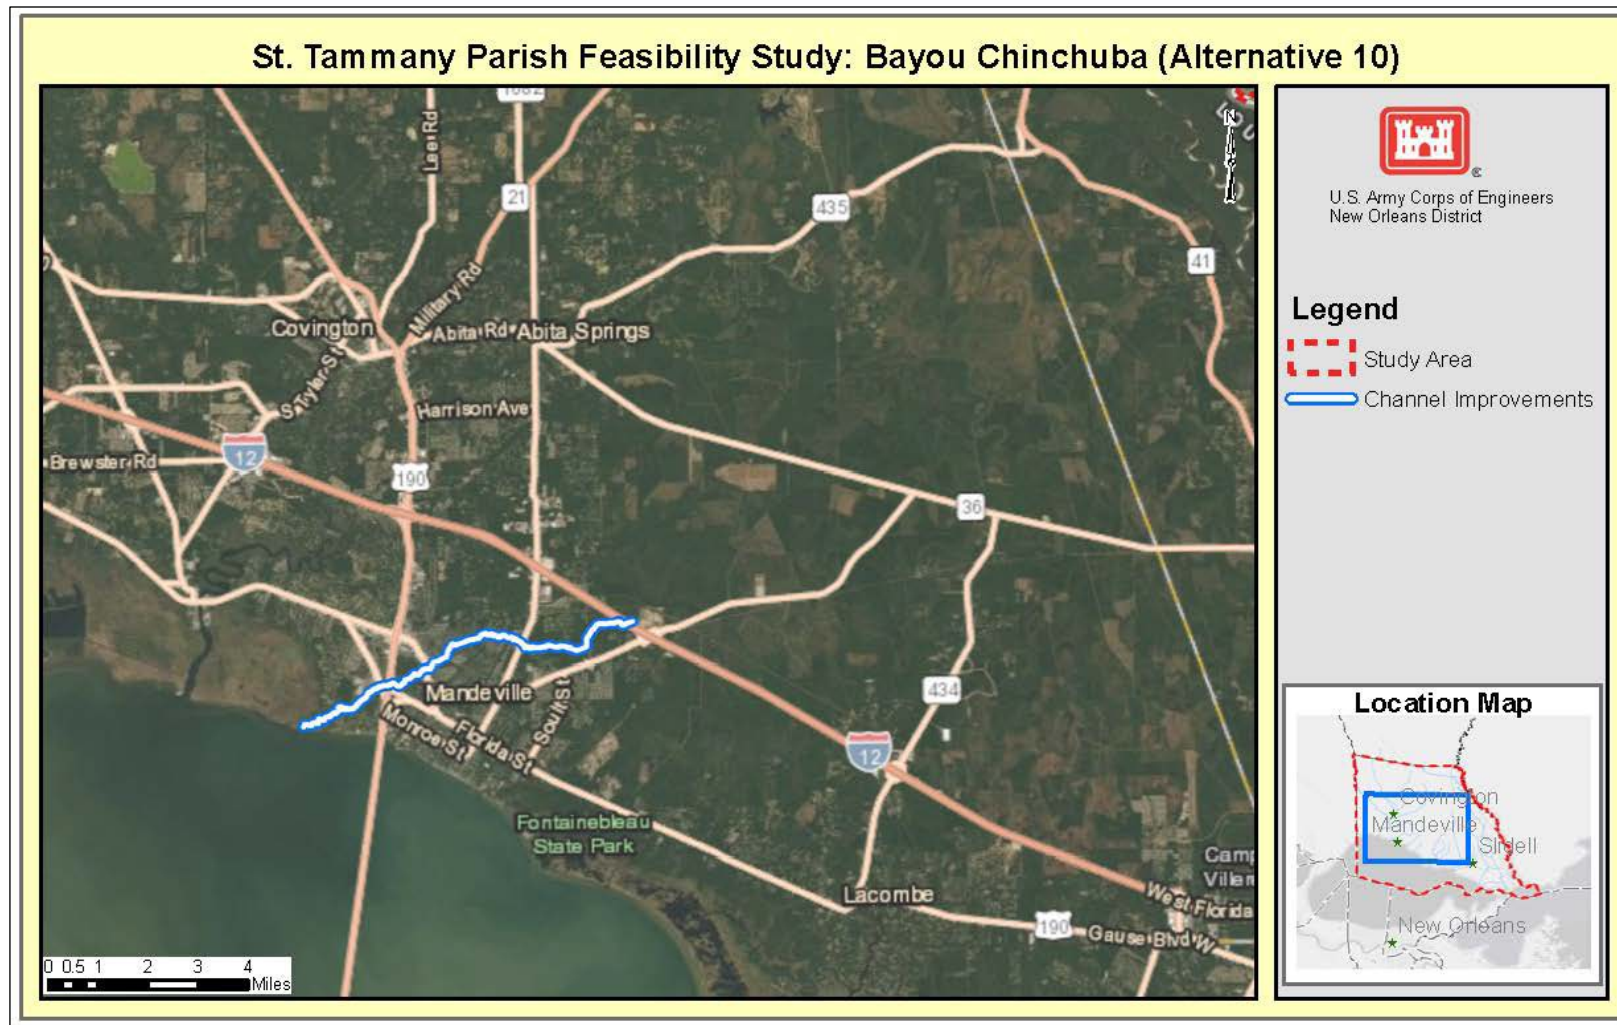 St. Tammany Parish Feasibility Study: Bayou Chinchuba (Alternative 10)
1082
N
Lee Rd
21
435
41
Military Rd
Covington
Abita Rd
Abita Springs
S Tyler St
Harrison Ave
12
Brewster Rd
190
36
434
Mandeville
Monroe St
Florida St
Soult St
12
Fontainebleau
State Park
Lacombe
West Florida
190
Gause Blvd W
0 0.5 1 2 3 4
Miles
U.S. Army Corps of Engineers
New Orleans District
Legend
Study Area
Channel Improvements
Location Map
Covington
Mandeville
Slidell
New Orleans